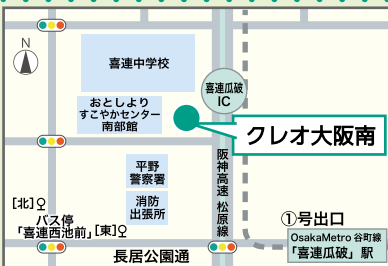 N
喜連中学校
喜連瓜破
IC
おとしより
すこやかセンター
南部館
クレオ大阪南
平野
警察署
消防
出張所
阪神高速 松原線
[北]
バス停
「喜連西池前」
[東]
①号出口
OsakaMetro 谷町線
「喜連瓜破」駅
長居公園通